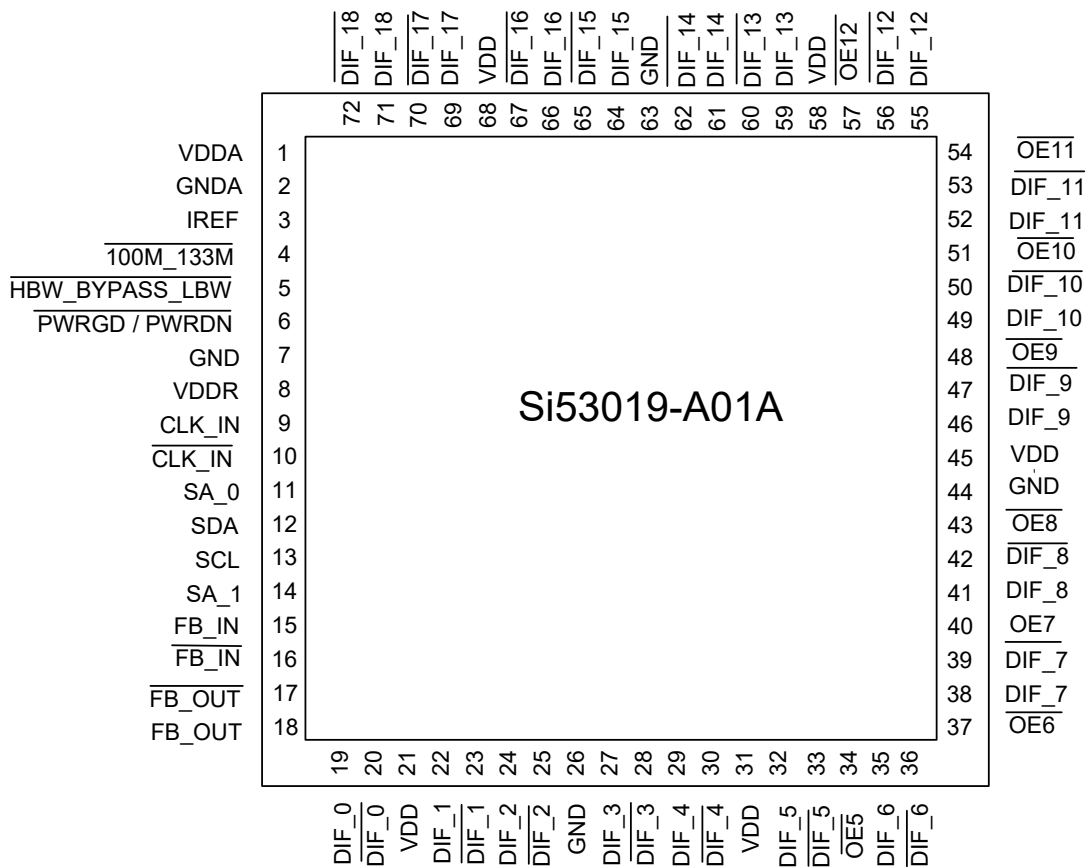 DIF_18
DIF_18
DIF_17
DIF_17
VDD
DIF_16
DIF_16
DIF_15
DIF_15
GND
DIF_14
DIF_14
DIF_13
DIF_13
VDD
OE12
DIF_12
DIF_12
72
71
70
69
68
67
66
65
64
63
62
61
60
59
58
57
56
55
VDDA 1
GNDA 2
IREF 3
100M_133M 4
HBW_BYPASS_LBW 5
PWRGD / PWRDN 6
GND 7
VDDR 8
CLK_IN 9
CLK_IN 10
SA_0 11
SDA 12
SCL 13
SA_1 14
FB_IN 15
FB_IN 16
FB_OUT 17
FB_OUT 18
Si53019-A01A
54 OE11
53 DIF_11
52 DIF_11
51 OE10
50 DIF_10
49 DIF_10
48 OE9
47 DIF_9
46 DIF_9
45 VDD
44 GND
43 OE8
42 DIF_8
41 DIF_8
40 OE7
39 DIF_7
38 DIF_7
37 OE6
19
20
21
22
23
24
25
26
27
28
29
30
31
32
33
34
35
36
DIF_0
DIF_0
VDD
DIF_1
DIF_1
DIF_2
DIF_2
GND
DIF_3
DIF_3
DIF_4
DIF_4
VDD
DIF_5
DIF_5
OE5
DIF_6
DIF_6